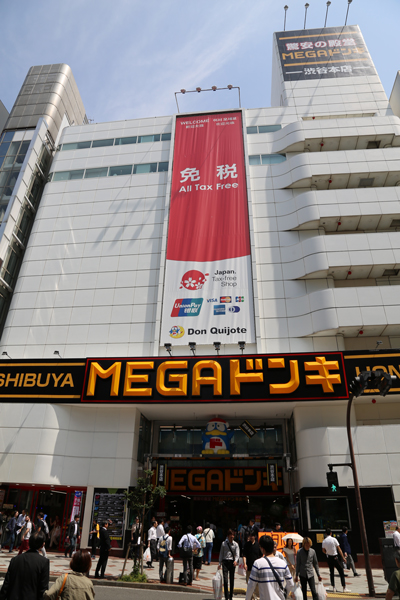 驚安の殿堂
MEGAドンキ
渋谷本店
WELCOME
免税
All Tax Free
Japan.
Tax-free
Shop
UnionPay
银联
VISA
Don Quijote
SHIBUYA
MEGAドンキ
HON
MEGAドンキ